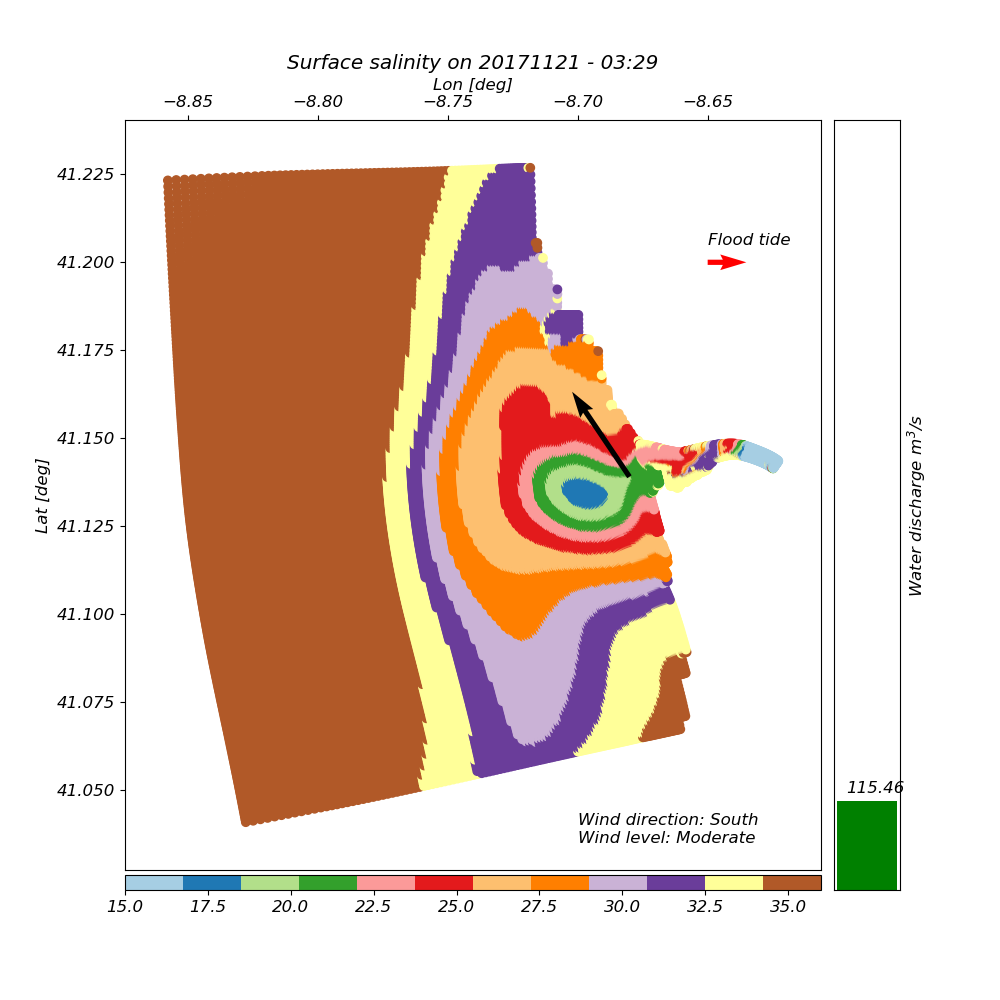 Surface salinity on 20171121 - 03:29
Lon [deg]
−8.85 −8.80 −8.75 −8.70 −8.65
41.225
Flood tide
41.200
41.175
41.150
41.125
41.100
41.075
41.050
Lat [deg]
Water discharge m³/s
115.46
Wind direction: South
Wind level: Moderate
15.0 17.5 20.0 22.5 25.0 27.5 30.0 32.5 35.0